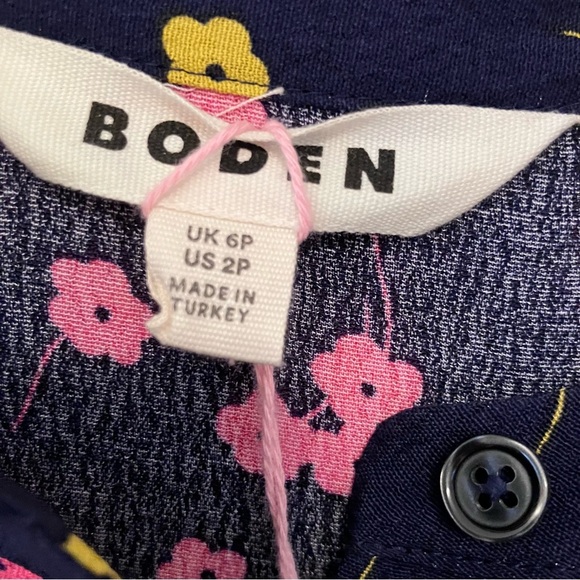 BODEN
UK 6P
US 2P
MADE IN
TURKEY